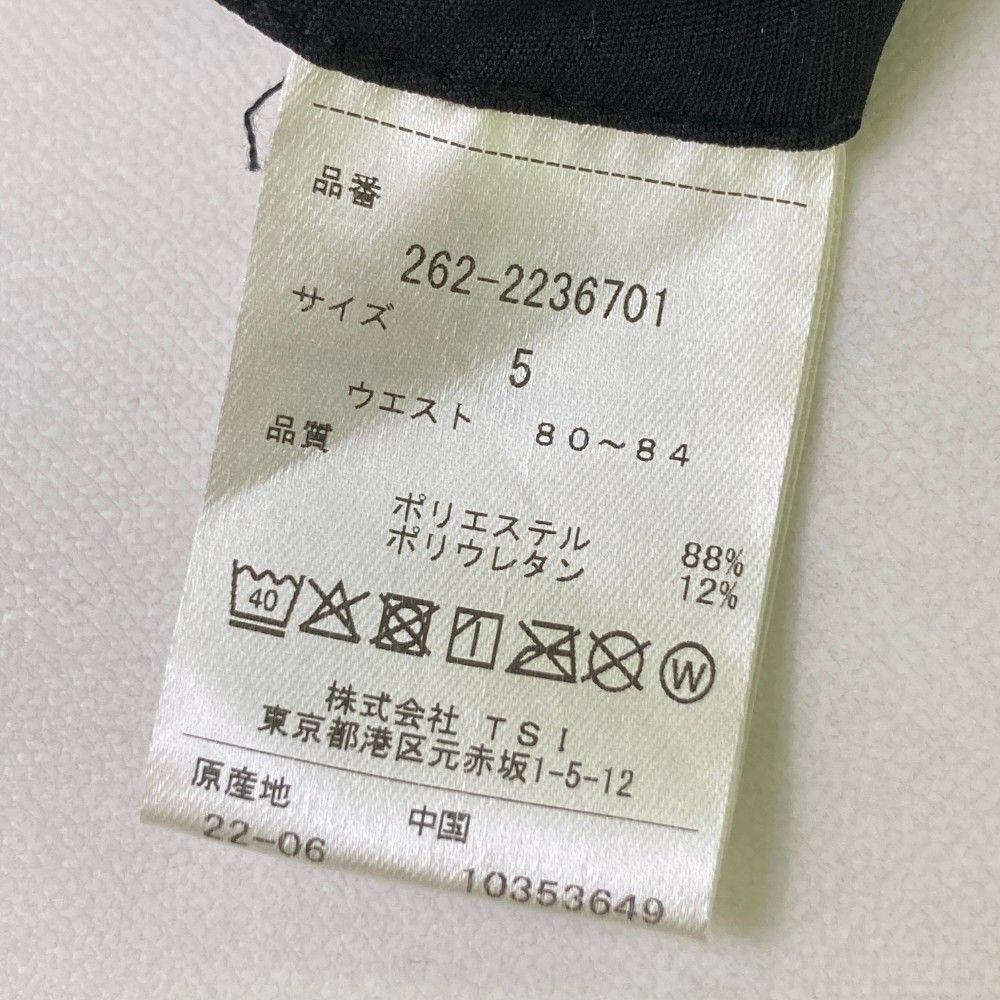 品番
262-2236701
サイズ
5
ウエスト 80～84
品質
ポリエステル 88%
ポリウレタン 12%
40
W
株式会社 TSI
東京都港区元赤坂1-5-12
原産地 中国
22-06 10353649